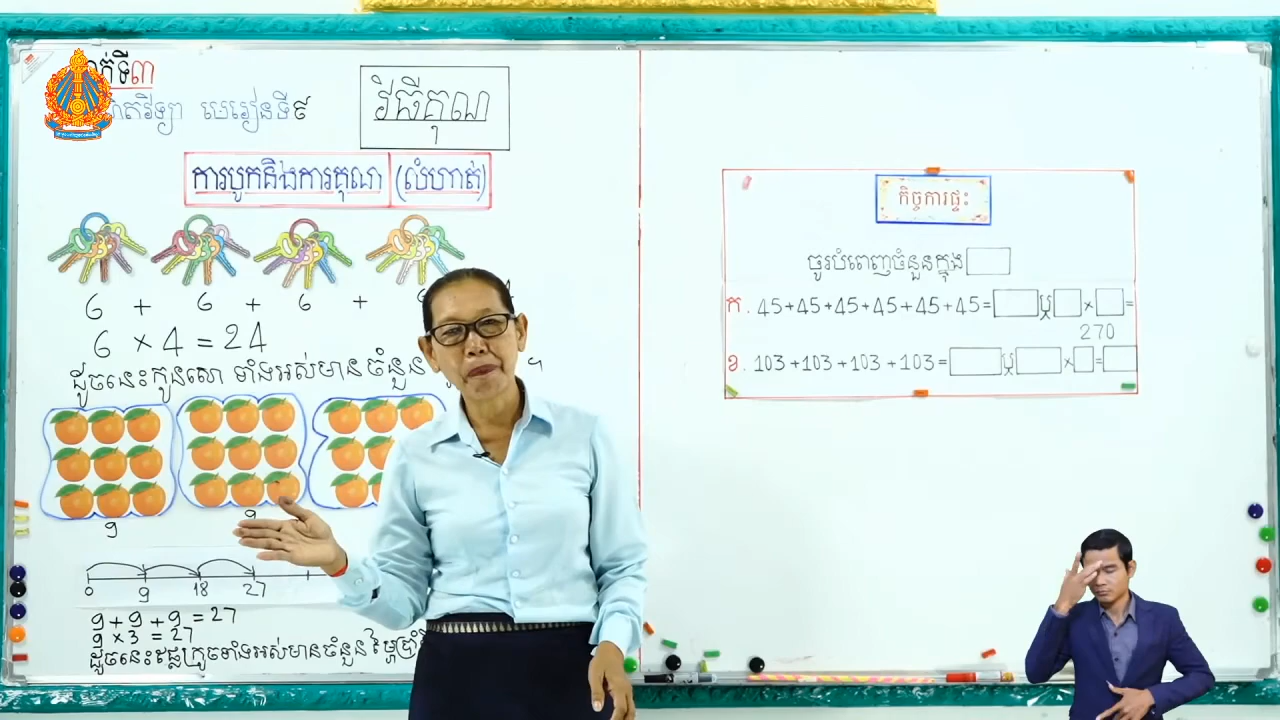 ទី៣
វិទ្យា មេរៀនទី៩
វិធីគុណ
ការបូកនិងការគុណ (លំហាត់)
6 + 6 + 6 +
6 × 4 = 24
ដូចនេះកូនសោ ទាំងអស់មានចំនួន
9
9
0 9 18 27
9 + 9 + 9 = 27
9 × 3 = 27
ដូចនេះផ្លែក្រូចទាំងអស់មានចំនួន
កិច្ចការផ្ទះ
ចូរបំពេញចំនួនក្នុង
ក. 45+45+45+45+45+45= ឬ × =
270
ខ. 103+103+103+103= ឬ × =